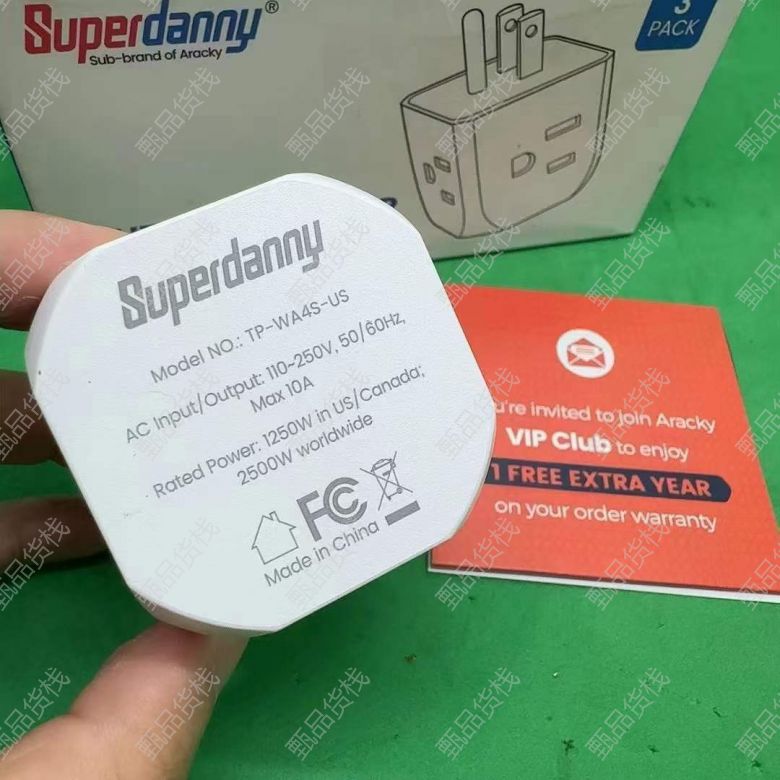 Superdanny®
Sub-brand of Aracky
3
PACK
Superdanny
Model NO.: TP-WA4S-US
AC Input/Output: 110~250V, 50/60Hz,
Max 10A
Rated Power: 1250W in US/Canada;
2500W worldwide
FC
Made in China
u're invited to join Aracky
VIP Club to enjoy
1 FREE EXTRA YEAR
on your order warranty
甄品货栈